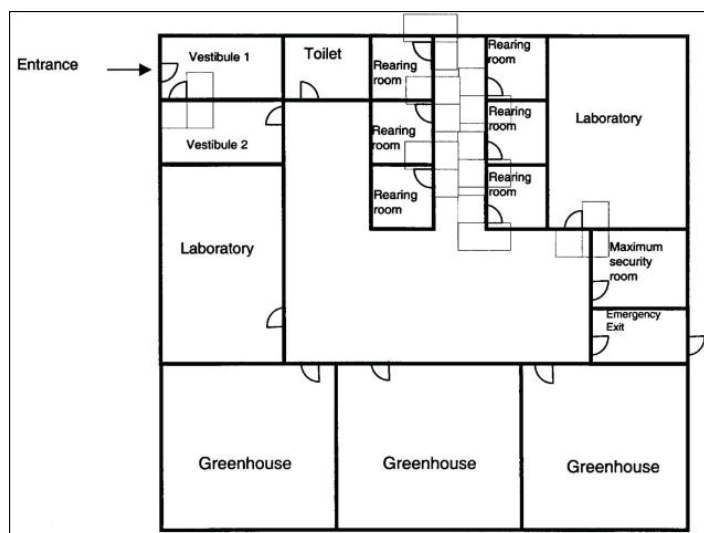 Entrance
Vestibule 1
Toilet
Rearing
room
Rearing
room
Laboratory
Vestibule 2
Rearing
room
Rearing
room
Rearing
room
Rearing
room
Laboratory
Maximum
security
room
Emergency
Exit
Greenhouse
Greenhouse
Greenhouse